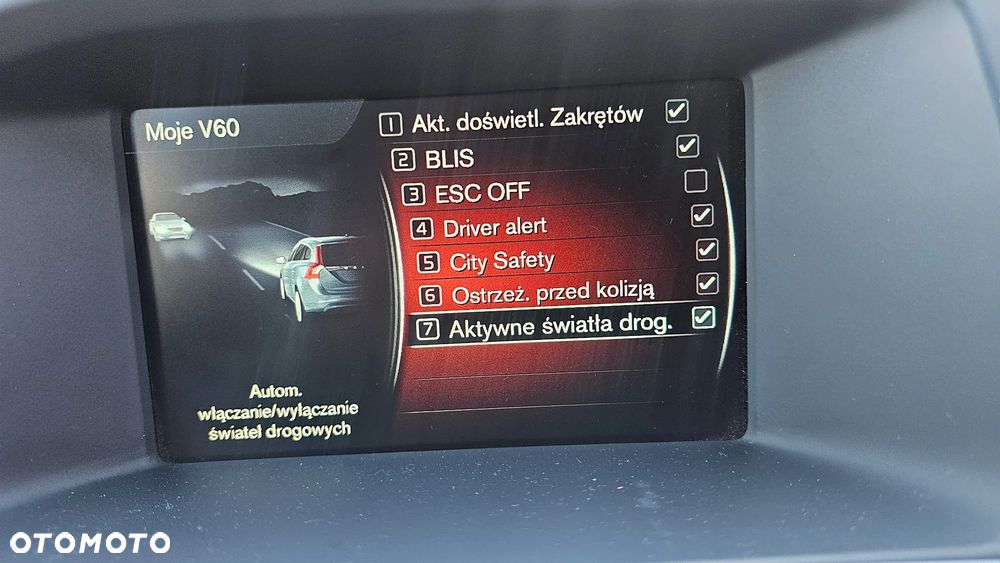 Moje V60
1 Akt. doświetl. Zakrętów
2 BLIS
3 ESC OFF
4 Driver alert
5 City Safety
6 Ostrzeż. przed kolizją
7 Aktywne światła drog.
Autom.
włączanie/wyłączanie
świateł drogowych
OTOMOTO